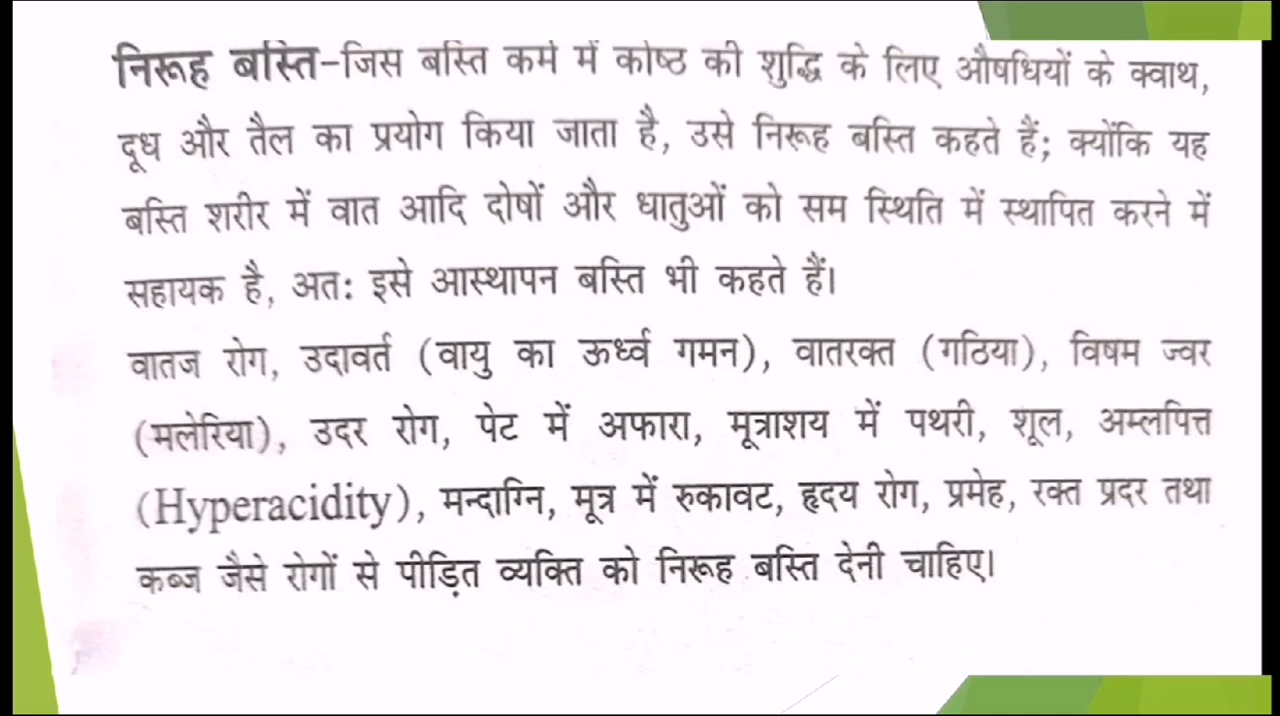 निरूह बस्ति–जिस बस्ति कर्म में कोष्ठ की शुद्धि के लिए औषधियों के क्वाथ,
दूध और तैल का प्रयोग किया जाता है, उसे निरूह बस्ति कहते हैं; क्योंकि यह
बस्ति शरीर में वात आदि दोषों और धातुओं को सम स्थिति में स्थापित करने में
सहायक है, अतः इसे आस्थापन बस्ति भी कहते हैं।
वातज रोग, उदावर्त (वायु का ऊर्ध्व गमन), वातरक्त (गठिया), विषम ज्वर
(मलेरिया), उदर रोग, पेट में अफारा, मूत्राशय में पथरी, शूल, अम्लपित्त
(Hyperacidity), मन्दाग्नि, मूत्र में रुकावट, हृदय रोग, प्रमेह, रक्त प्रदर तथा
कब्ज जैसे रोगों से पीड़ित व्यक्ति को निरूह बस्ति देनी चाहिए।